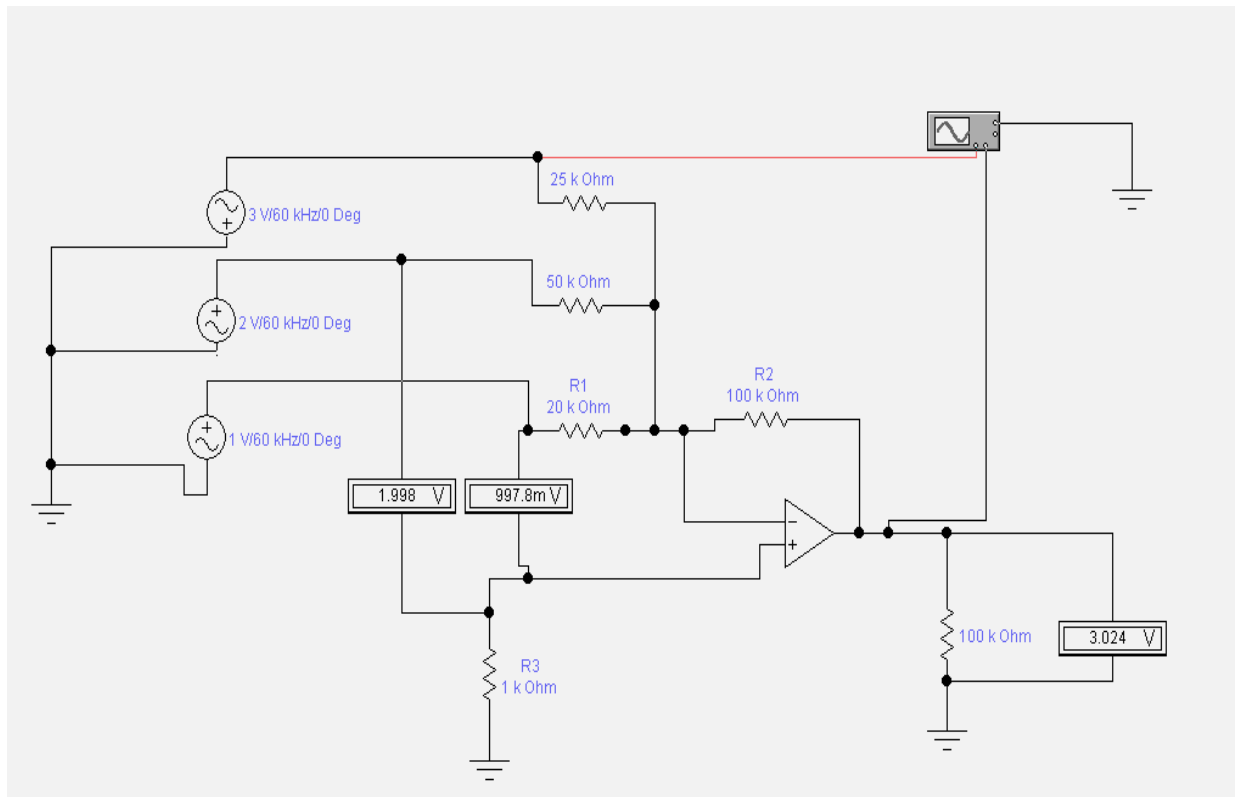 25 k Ohm
3 V/60 kHz/0 Deg
50 k Ohm
2 V/60 kHz/0 Deg
R1
20 k Ohm
R2
100 k Ohm
1 V/60 kHz/0 Deg
1.998 V
997.8m V
R3
1 k Ohm
100 k Ohm
3.024 V